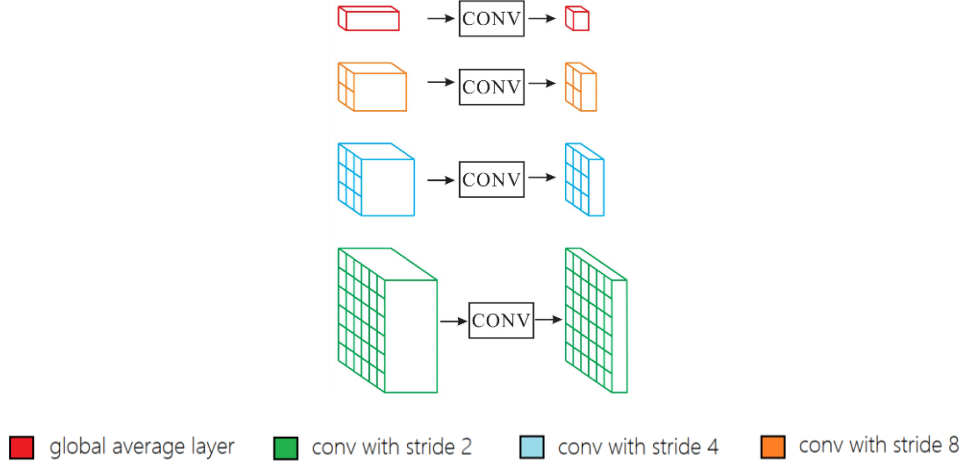 CONV
CONV
CONV
CONV
global average layer
conv with stride 2
conv with stride 4
conv with stride 8